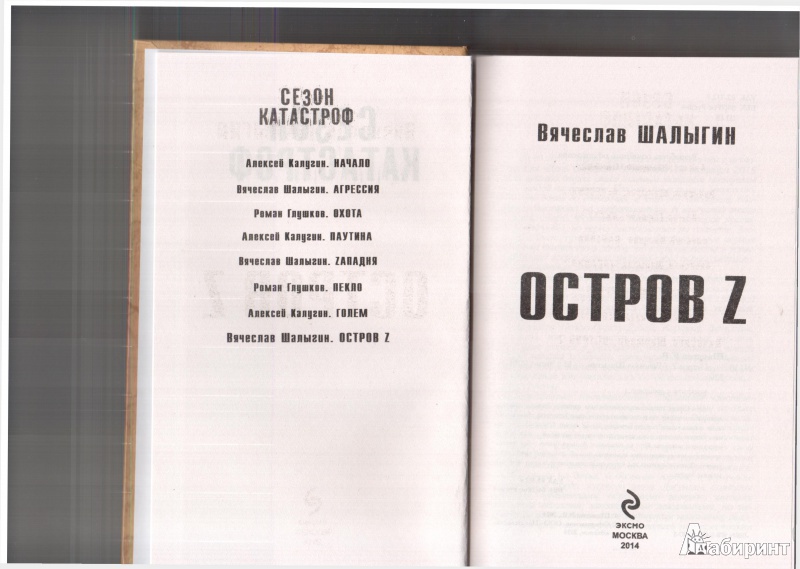 СЕЗОН
КАТАСТРОФ
Алексей Калугин. НАЧАЛО
Вячеслав Шалыгин. АГРЕССИЯ
Роман Глушков. ОХОТА
Алексей Калугин. ПАУТИНА
Вячеслав Шалыгин. ZАПАДНЯ
Роман Глушков. ПЕКЛО
Алексей Калугин. ГОЛЕМ
Вячеслав Шалыгин. ОСТРОВ Z
Вячеслав ШАЛЫГИН
ОСТРОВ Z
ЭКСМО
МОСКВА
2014
Лабиринт